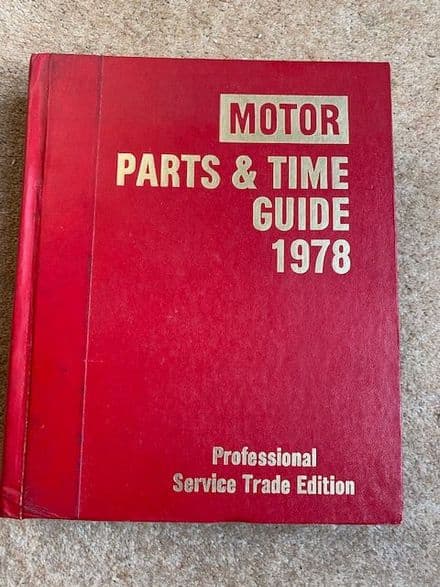 MOTOR
PARTS & TIME
GUIDE
1978
Professional
Service Trade Edition